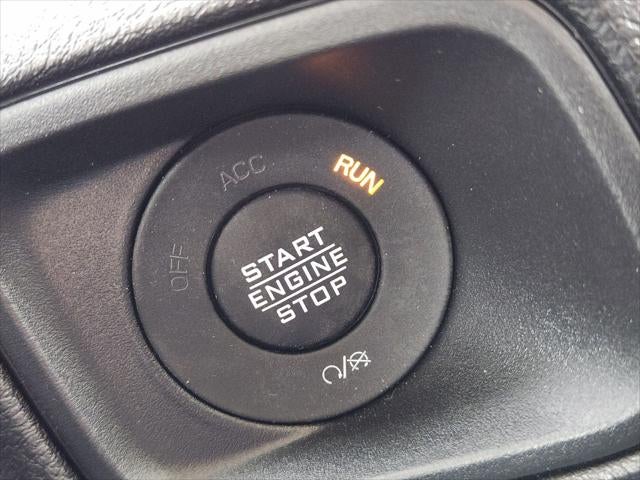 ACC
RUN
OFF
START
ENGINE
STOP